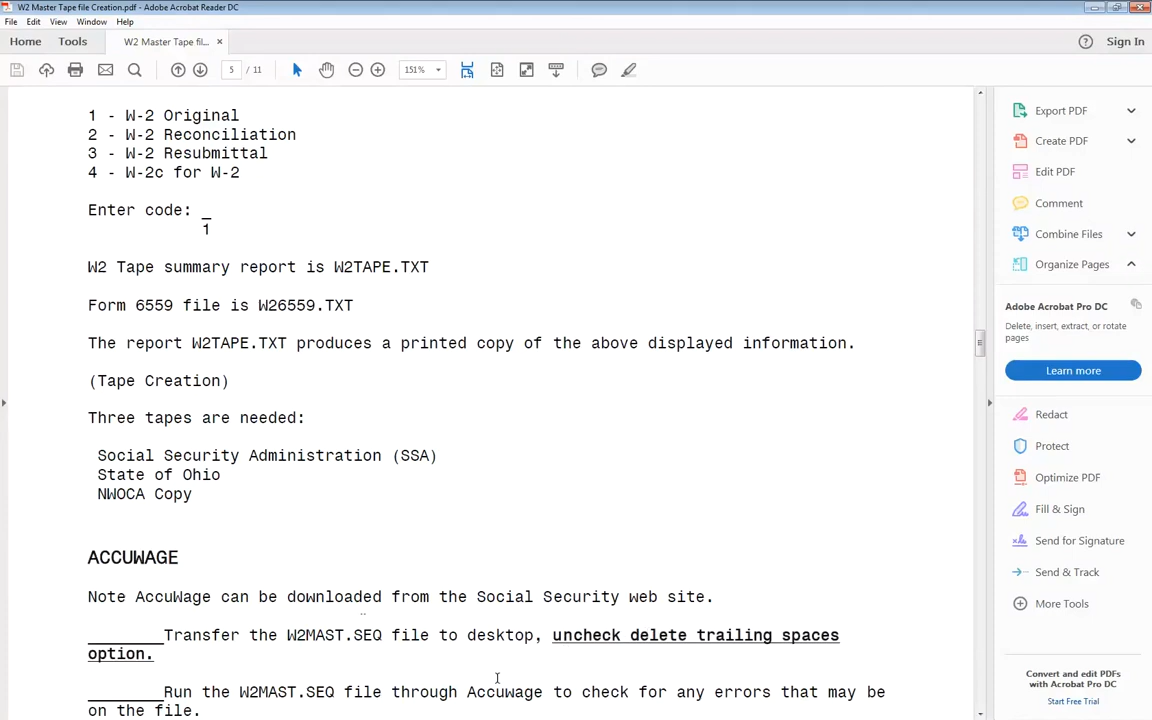 W2 Master Tape file Creation.pdf - Adobe Acrobat Reader DC
File Edit View Window Help
Home Tools W2 Master Tape fil... × Sign In
5 / 11 151%
1 - W-2 Original
2 - W-2 Reconciliation
3 - W-2 Resubmittal
4 - W-2c for W-2
Enter code: _
1
W2 Tape summary report is W2TAPE.TXT
Form 6559 file is W26559.TXT
The report W2TAPE.TXT produces a printed copy of the above displayed information.
(Tape Creation)
Three tapes are needed:
Social Security Administration (SSA)
State of Ohio
NWOCA Copy
ACCUWAGE
Note AccuWage can be downloaded from the Social Security web site.
________Transfer the W2MAST.SEQ file to desktop, uncheck delete trailing spaces
option.
________Run the W2MAST.SEQ file through Accuwage to check for any errors that may be
on the file.
Export PDF
Create PDF
Edit PDF
Comment
Combine Files
Organize Pages
Adobe Acrobat Pro DC
Delete, insert, extract, or rotate
pages
Learn more
Redact
Protect
Optimize PDF
Fill & Sign
Send for Signature
Send & Track
More Tools
Convert and edit PDFs
with Acrobat Pro DC
Start Free Trial